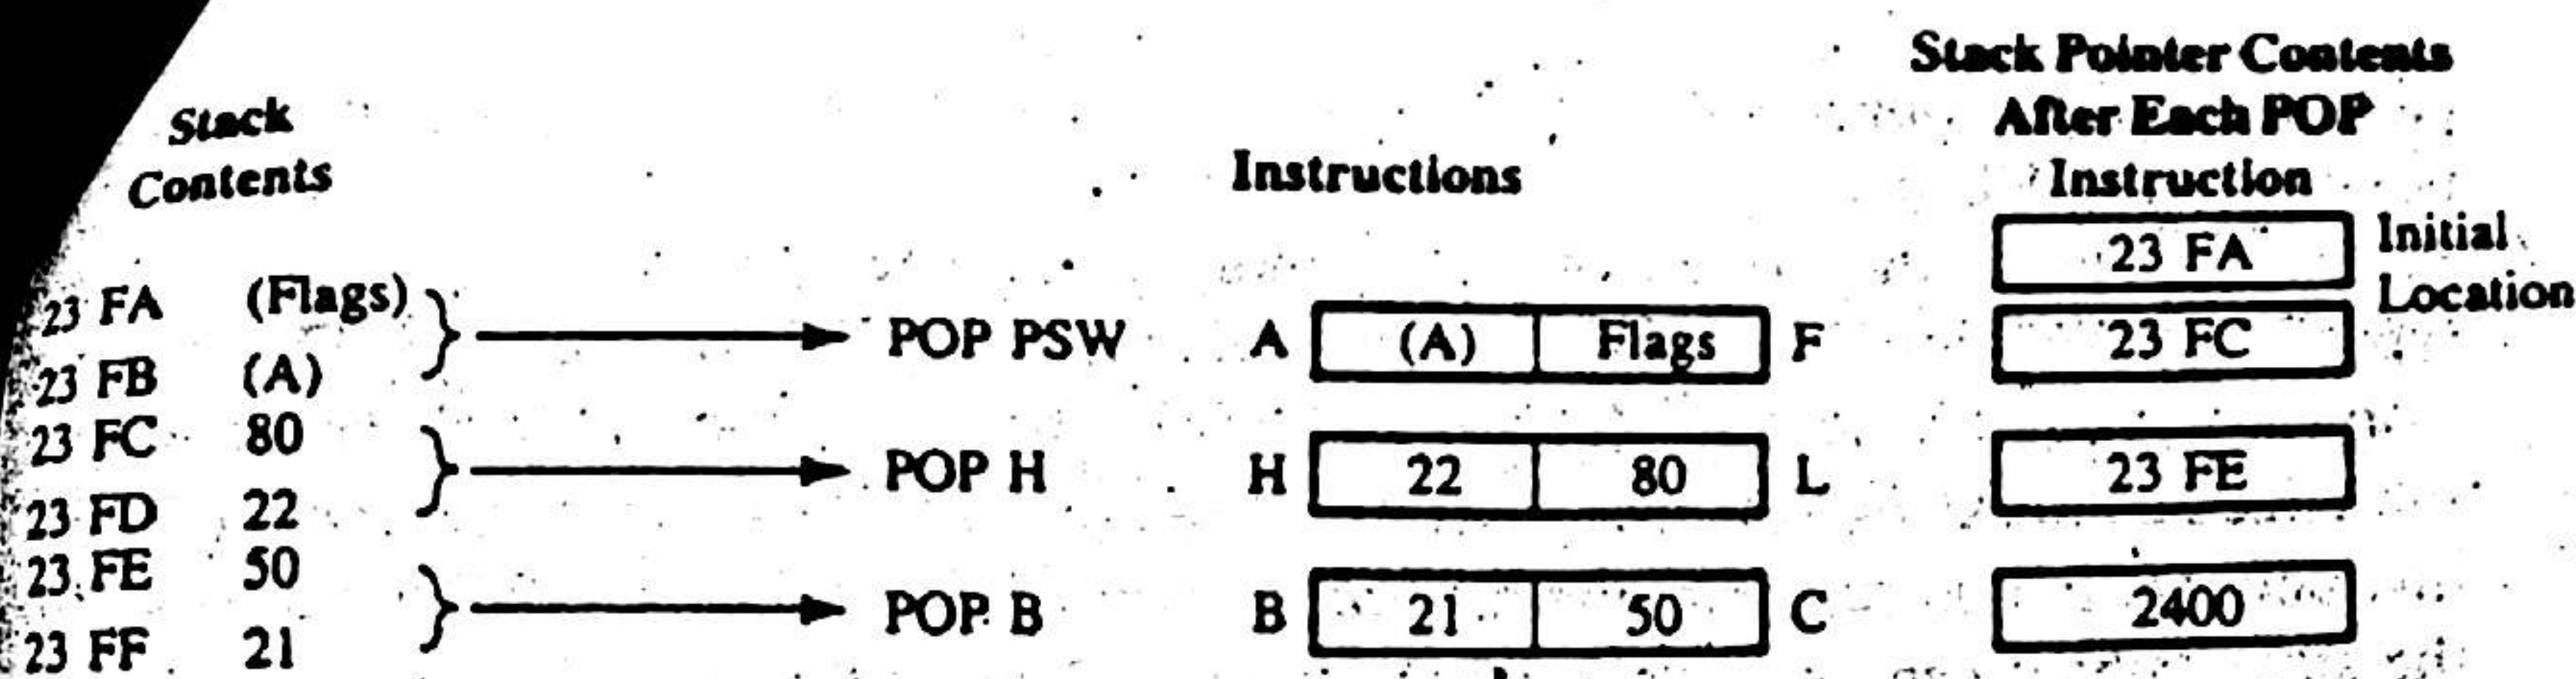 Stack Pointer Contents
After Each POP
Instruction
Stack
Contents
Instructions
23 FA Initial
Location
23 FA (Flags)
POP PSW A (A) Flags F 23 FC
23 FB (A)
23 FC 80
POP H H 22 80 L 23 FE
23 FD 22
23 FE 50
POP B B 21 50 C 2400
23 FF 21